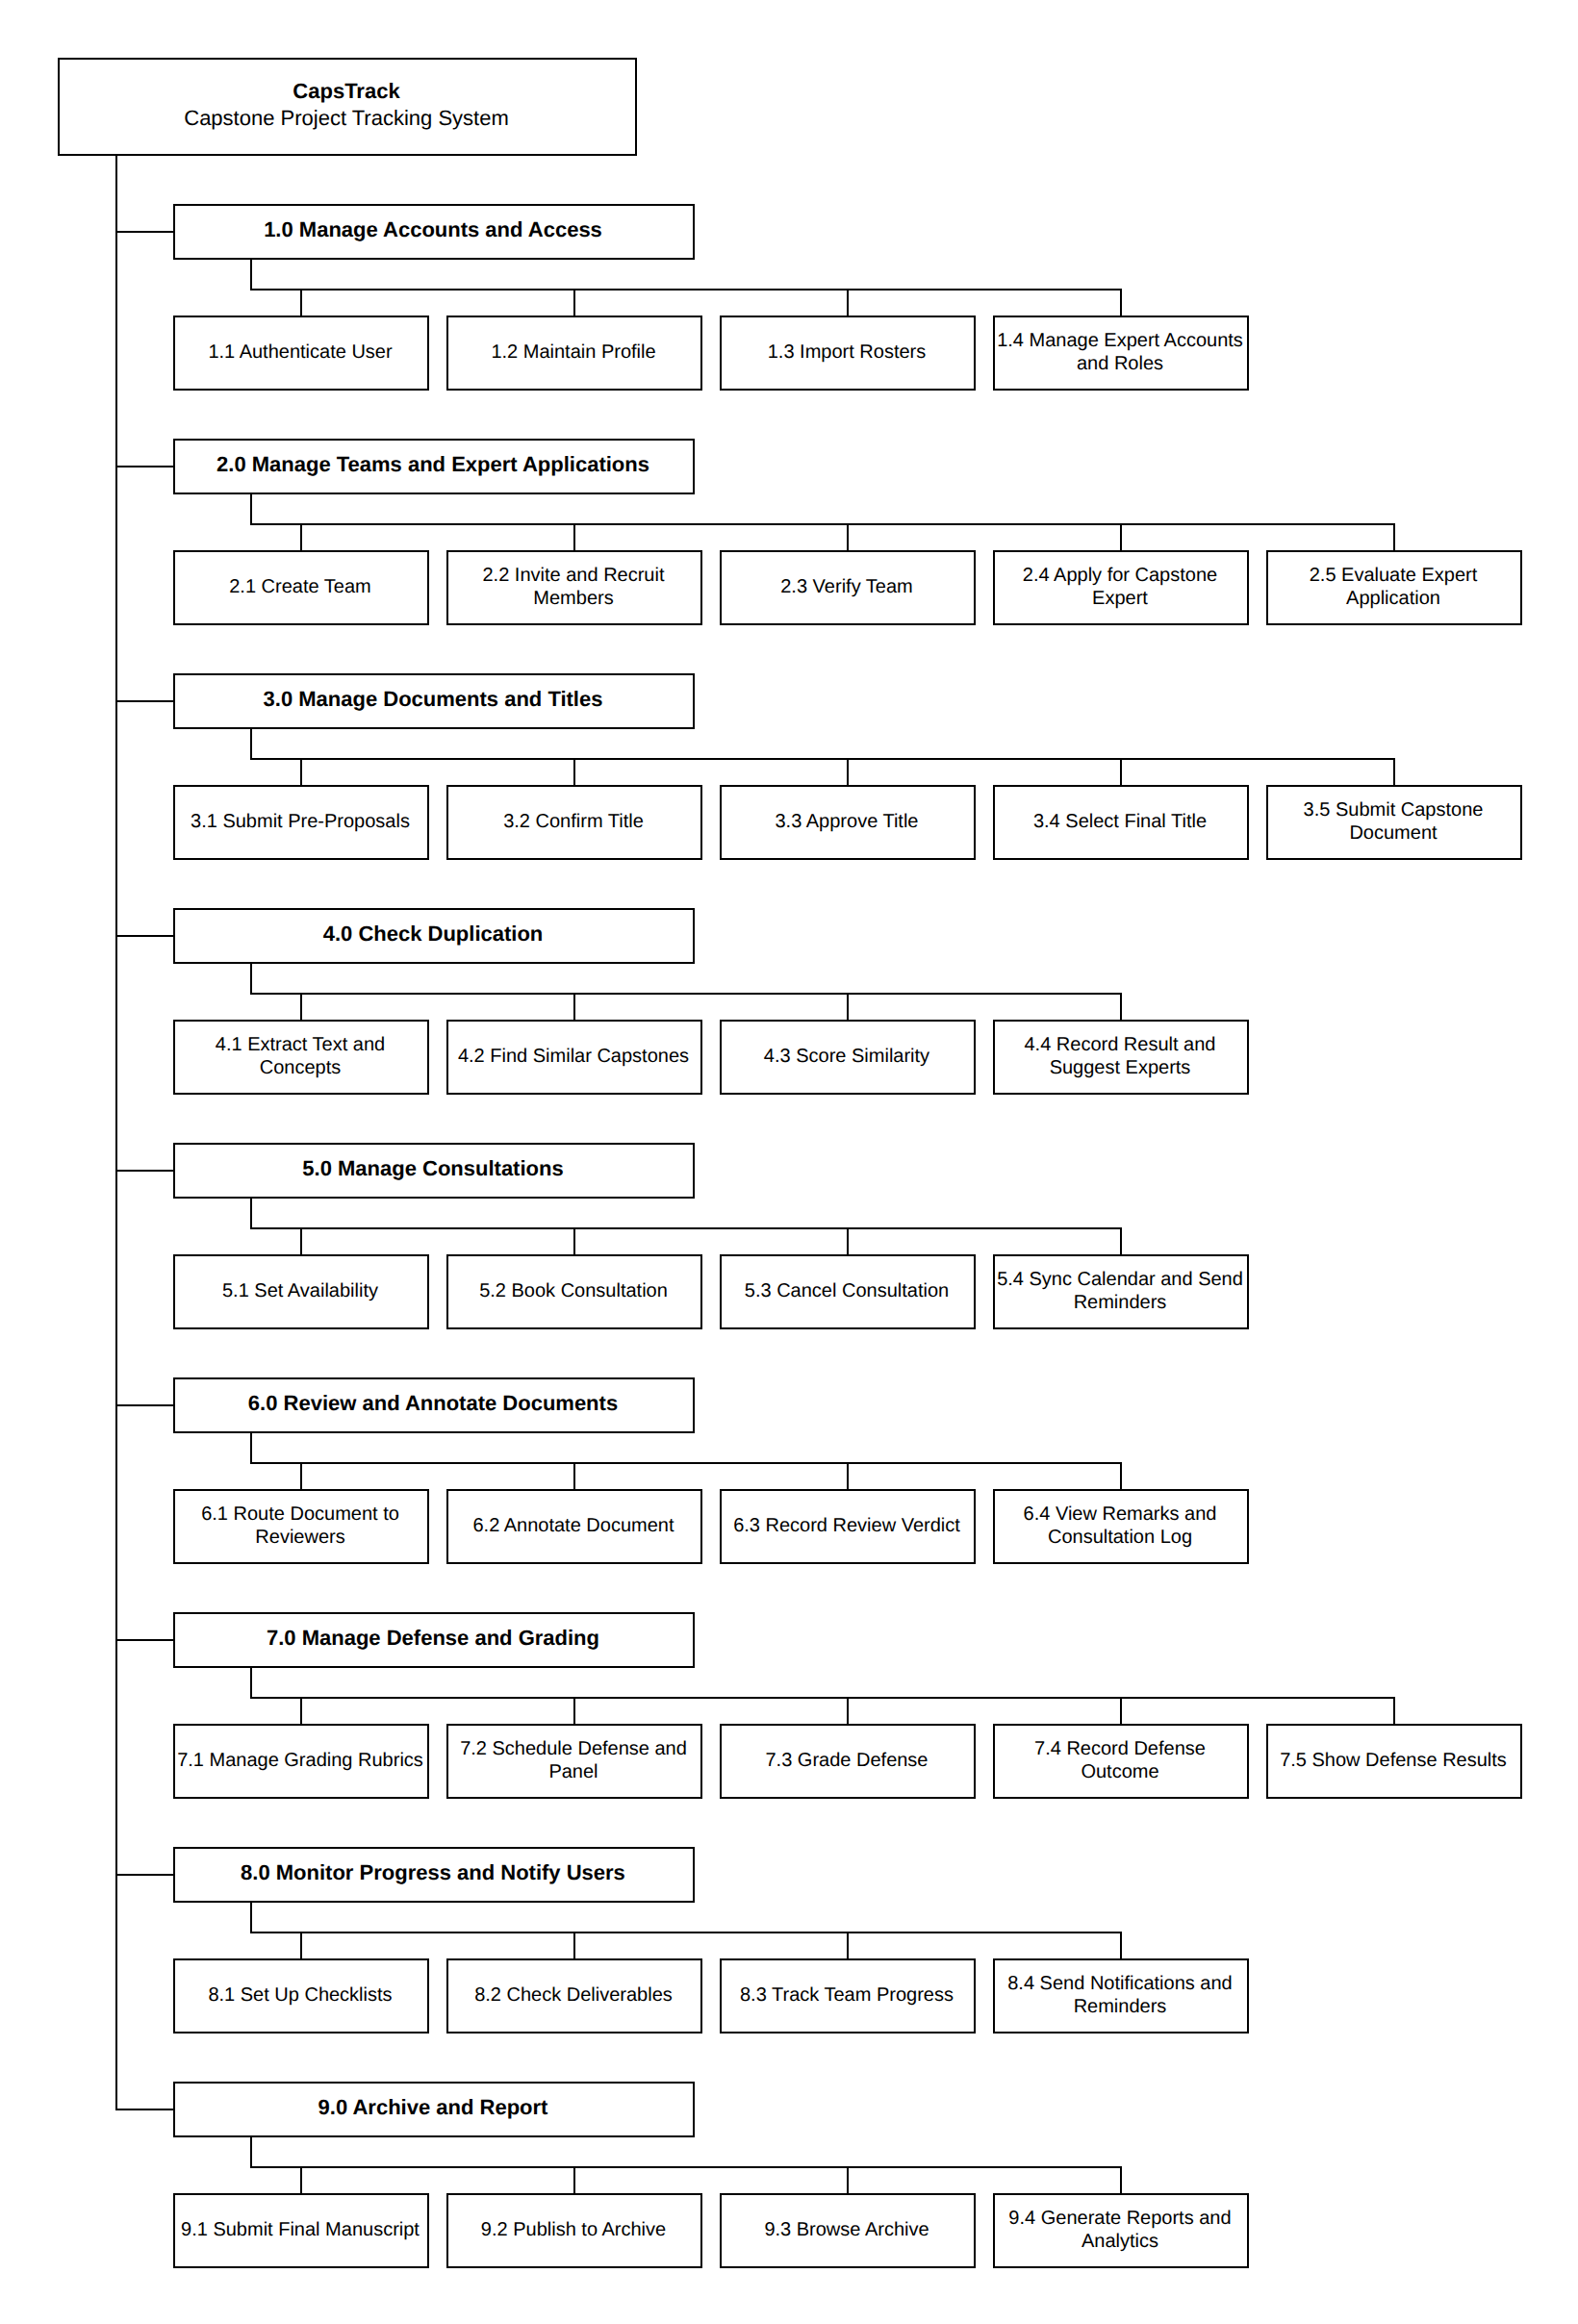 CapsTrack
Capstone Project Tracking System
1.0 Manage Accounts and Access
1.1 Authenticate User
1.2 Maintain Profile
1.3 Import Rosters
1.4 Manage Expert Accounts
and Roles
2.0 Manage Teams and Expert Applications
2.1 Create Team
2.2 Invite and Recruit
Members
2.3 Verify Team
2.4 Apply for Capstone
Expert
2.5 Evaluate Expert
Application
3.0 Manage Documents and Titles
3.1 Submit Pre-Proposals
3.2 Confirm Title
3.3 Approve Title
3.4 Select Final Title
3.5 Submit Capstone
Document
4.0 Check Duplication
4.1 Extract Text and
Concepts
4.2 Find Similar Capstones
4.3 Score Similarity
4.4 Record Result and
Suggest Experts
5.0 Manage Consultations
5.1 Set Availability
5.2 Book Consultation
5.3 Cancel Consultation
5.4 Sync Calendar and Send
Reminders
6.0 Review and Annotate Documents
6.1 Route Document to
Reviewers
6.2 Annotate Document
6.3 Record Review Verdict
6.4 View Remarks and
Consultation Log
7.0 Manage Defense and Grading
7.1 Manage Grading Rubrics
7.2 Schedule Defense and
Panel
7.3 Grade Defense
7.4 Record Defense
Outcome
7.5 Show Defense Results
8.0 Monitor Progress and Notify Users
8.1 Set Up Checklists
8.2 Check Deliverables
8.3 Track Team Progress
8.4 Send Notifications and
Reminders
9.0 Archive and Report
9.1 Submit Final Manuscript
9.2 Publish to Archive
9.3 Browse Archive
9.4 Generate Reports and
Analytics